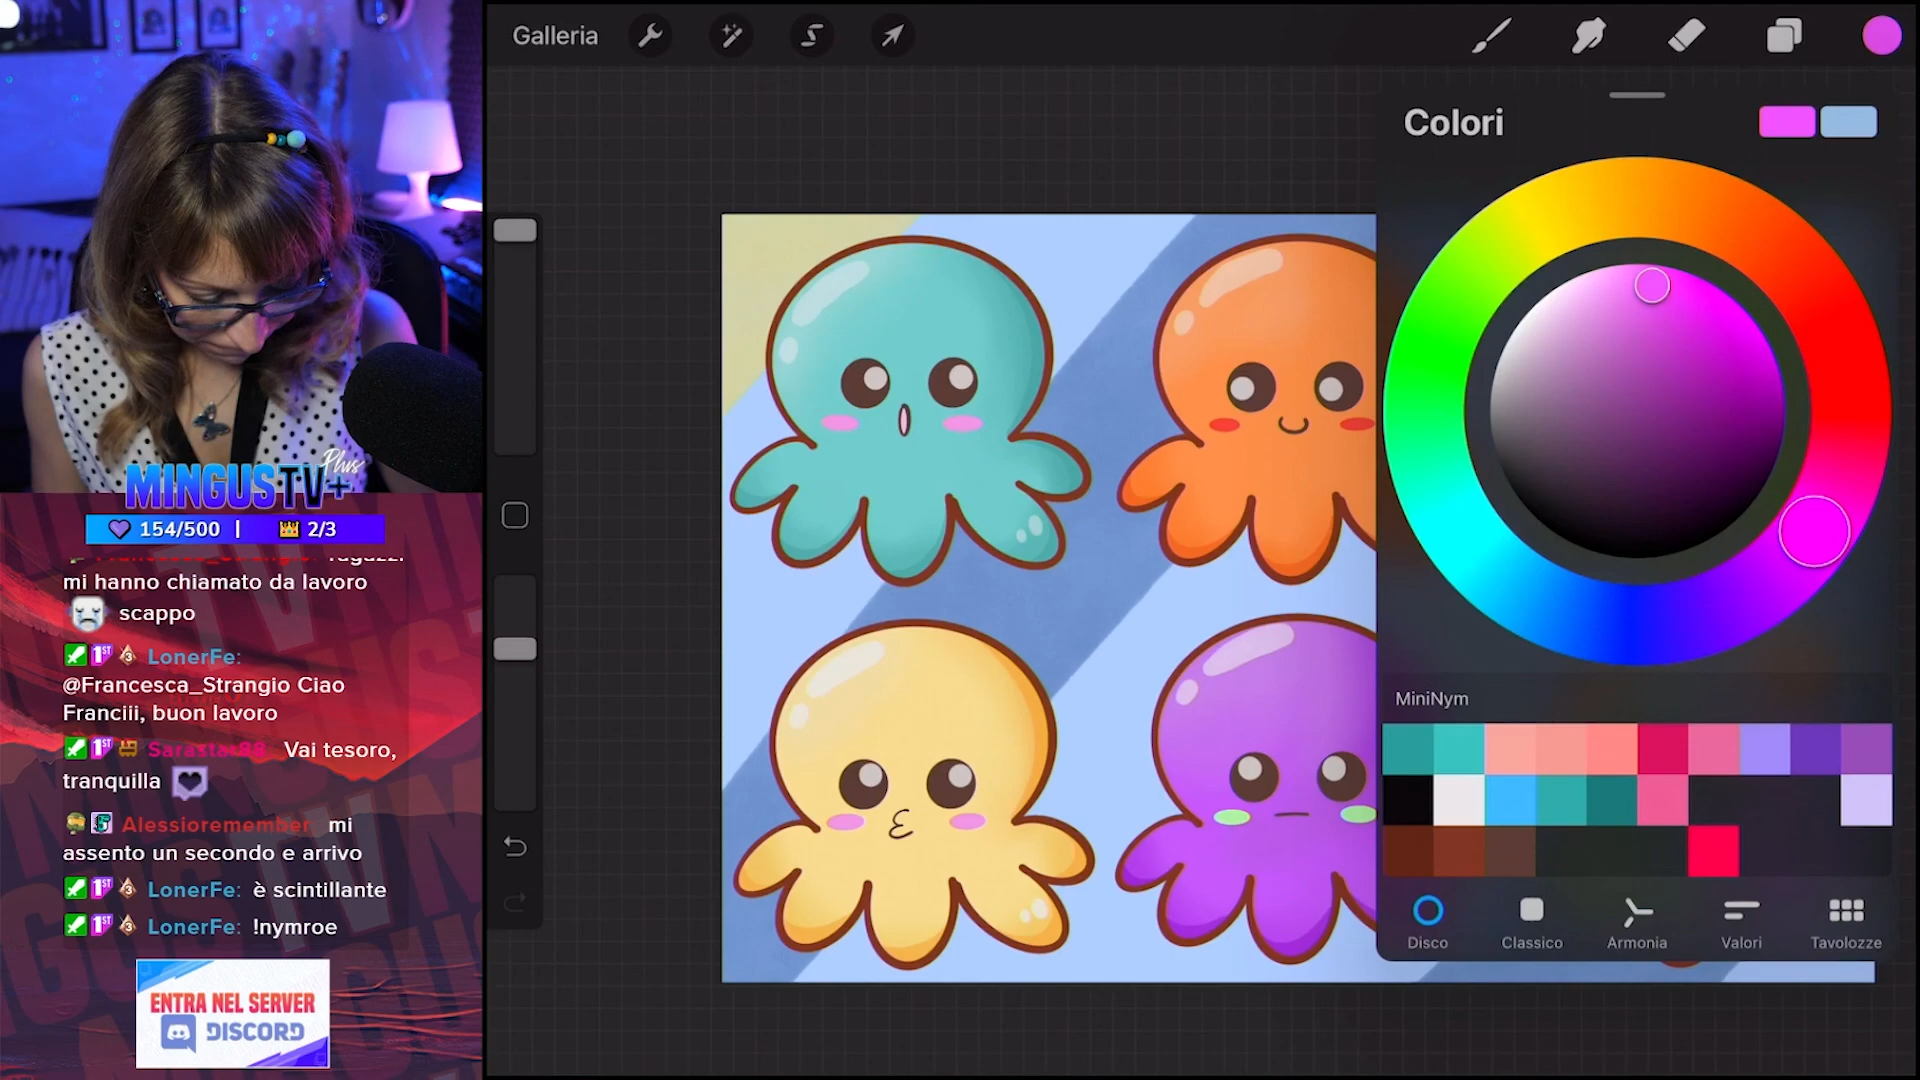 Galleria
Colori
MINGUSTV+
Plus
154/500 | 2/3
mi hanno chiamato da lavoro
scappo
LonerFe:
@Francesca_Strangio Ciao
Franciii, buon lavoro
Vai tesoro,
tranquilla
Alessioremember mi
assento un secondo e arrivo
LonerFe: è scintillante
LonerFe: !nymroe
ENTRA NEL SERVER
DISCORD
MiniNym
Disco
Classico
Armonia
Valori
Tavolozze